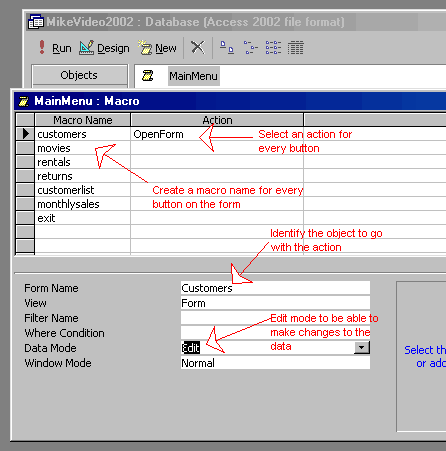 MikeVideo2002 : Database (Access 2002 file format)
Run Design New
Objects MainMenu
MainMenu : Macro
Macro Name Action
customers OpenForm
Select an action for
every button
movies
rentals
returns
customerlist
monthlysales
exit
Create a macro name for every
button on the form
Identify the object to go
with the action
Form Name Customers
View Form
Filter Name
Where Condition
Data Mode Edit
Window Mode Normal
Edit mode to be able to
make changes to the
data
Select th
or add